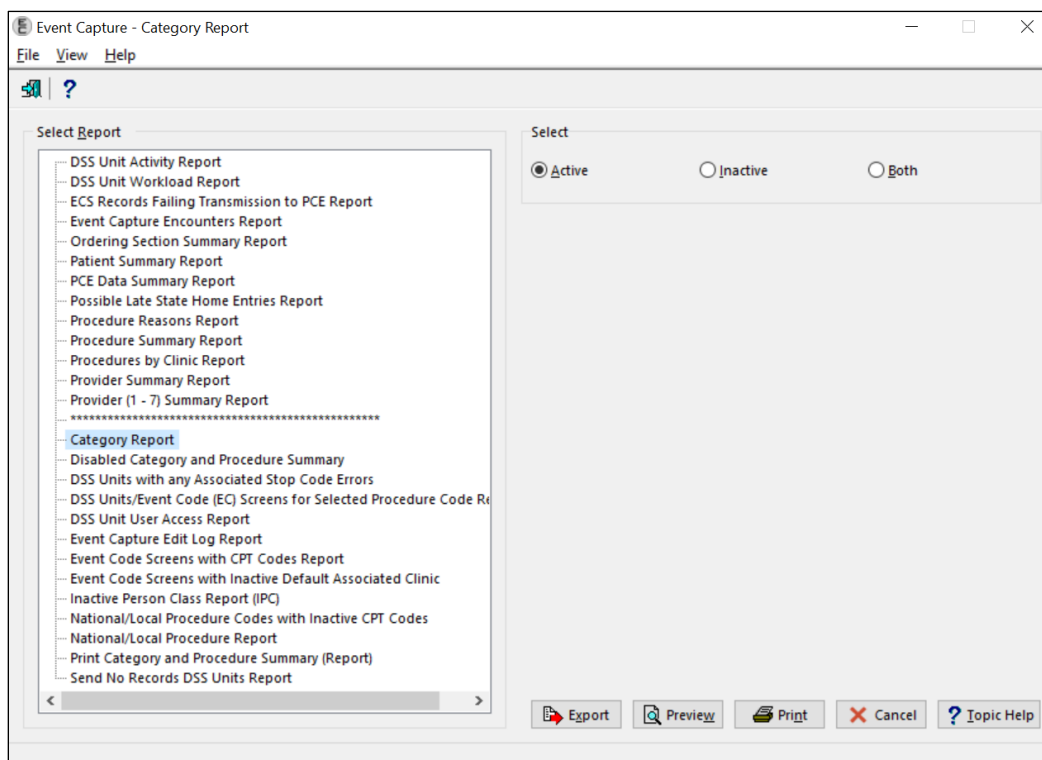 Event Capture - Category Report
File View Help
Select Report
DSS Unit Activity Report
DSS Unit Workload Report
ECS Records Failing Transmission to PCE Report
Event Capture Encounters Report
Ordering Section Summary Report
Patient Summary Report
PCE Data Summary Report
Possible Late State Home Entries Report
Procedure Reasons Report
Procedure Summary Report
Procedures by Clinic Report
Provider Summary Report
Provider (1 - 7) Summary Report
**************************************************
Category Report
Disabled Category and Procedure Summary
DSS Units with any Associated Stop Code Errors
DSS Units/Event Code (EC) Screens for Selected Procedure Code Re
DSS Unit User Access Report
Event Capture Edit Log Report
Event Code Screens with CPT Codes Report
Event Code Screens with Inactive Default Associated Clinic
Inactive Person Class Report (IPC)
National/Local Procedure Codes with Inactive CPT Codes
National/Local Procedure Report
Print Category and Procedure Summary (Report)
Send No Records DSS Units Report
Select
Active Inactive Both
Export Preview Print Cancel ? Topic Help